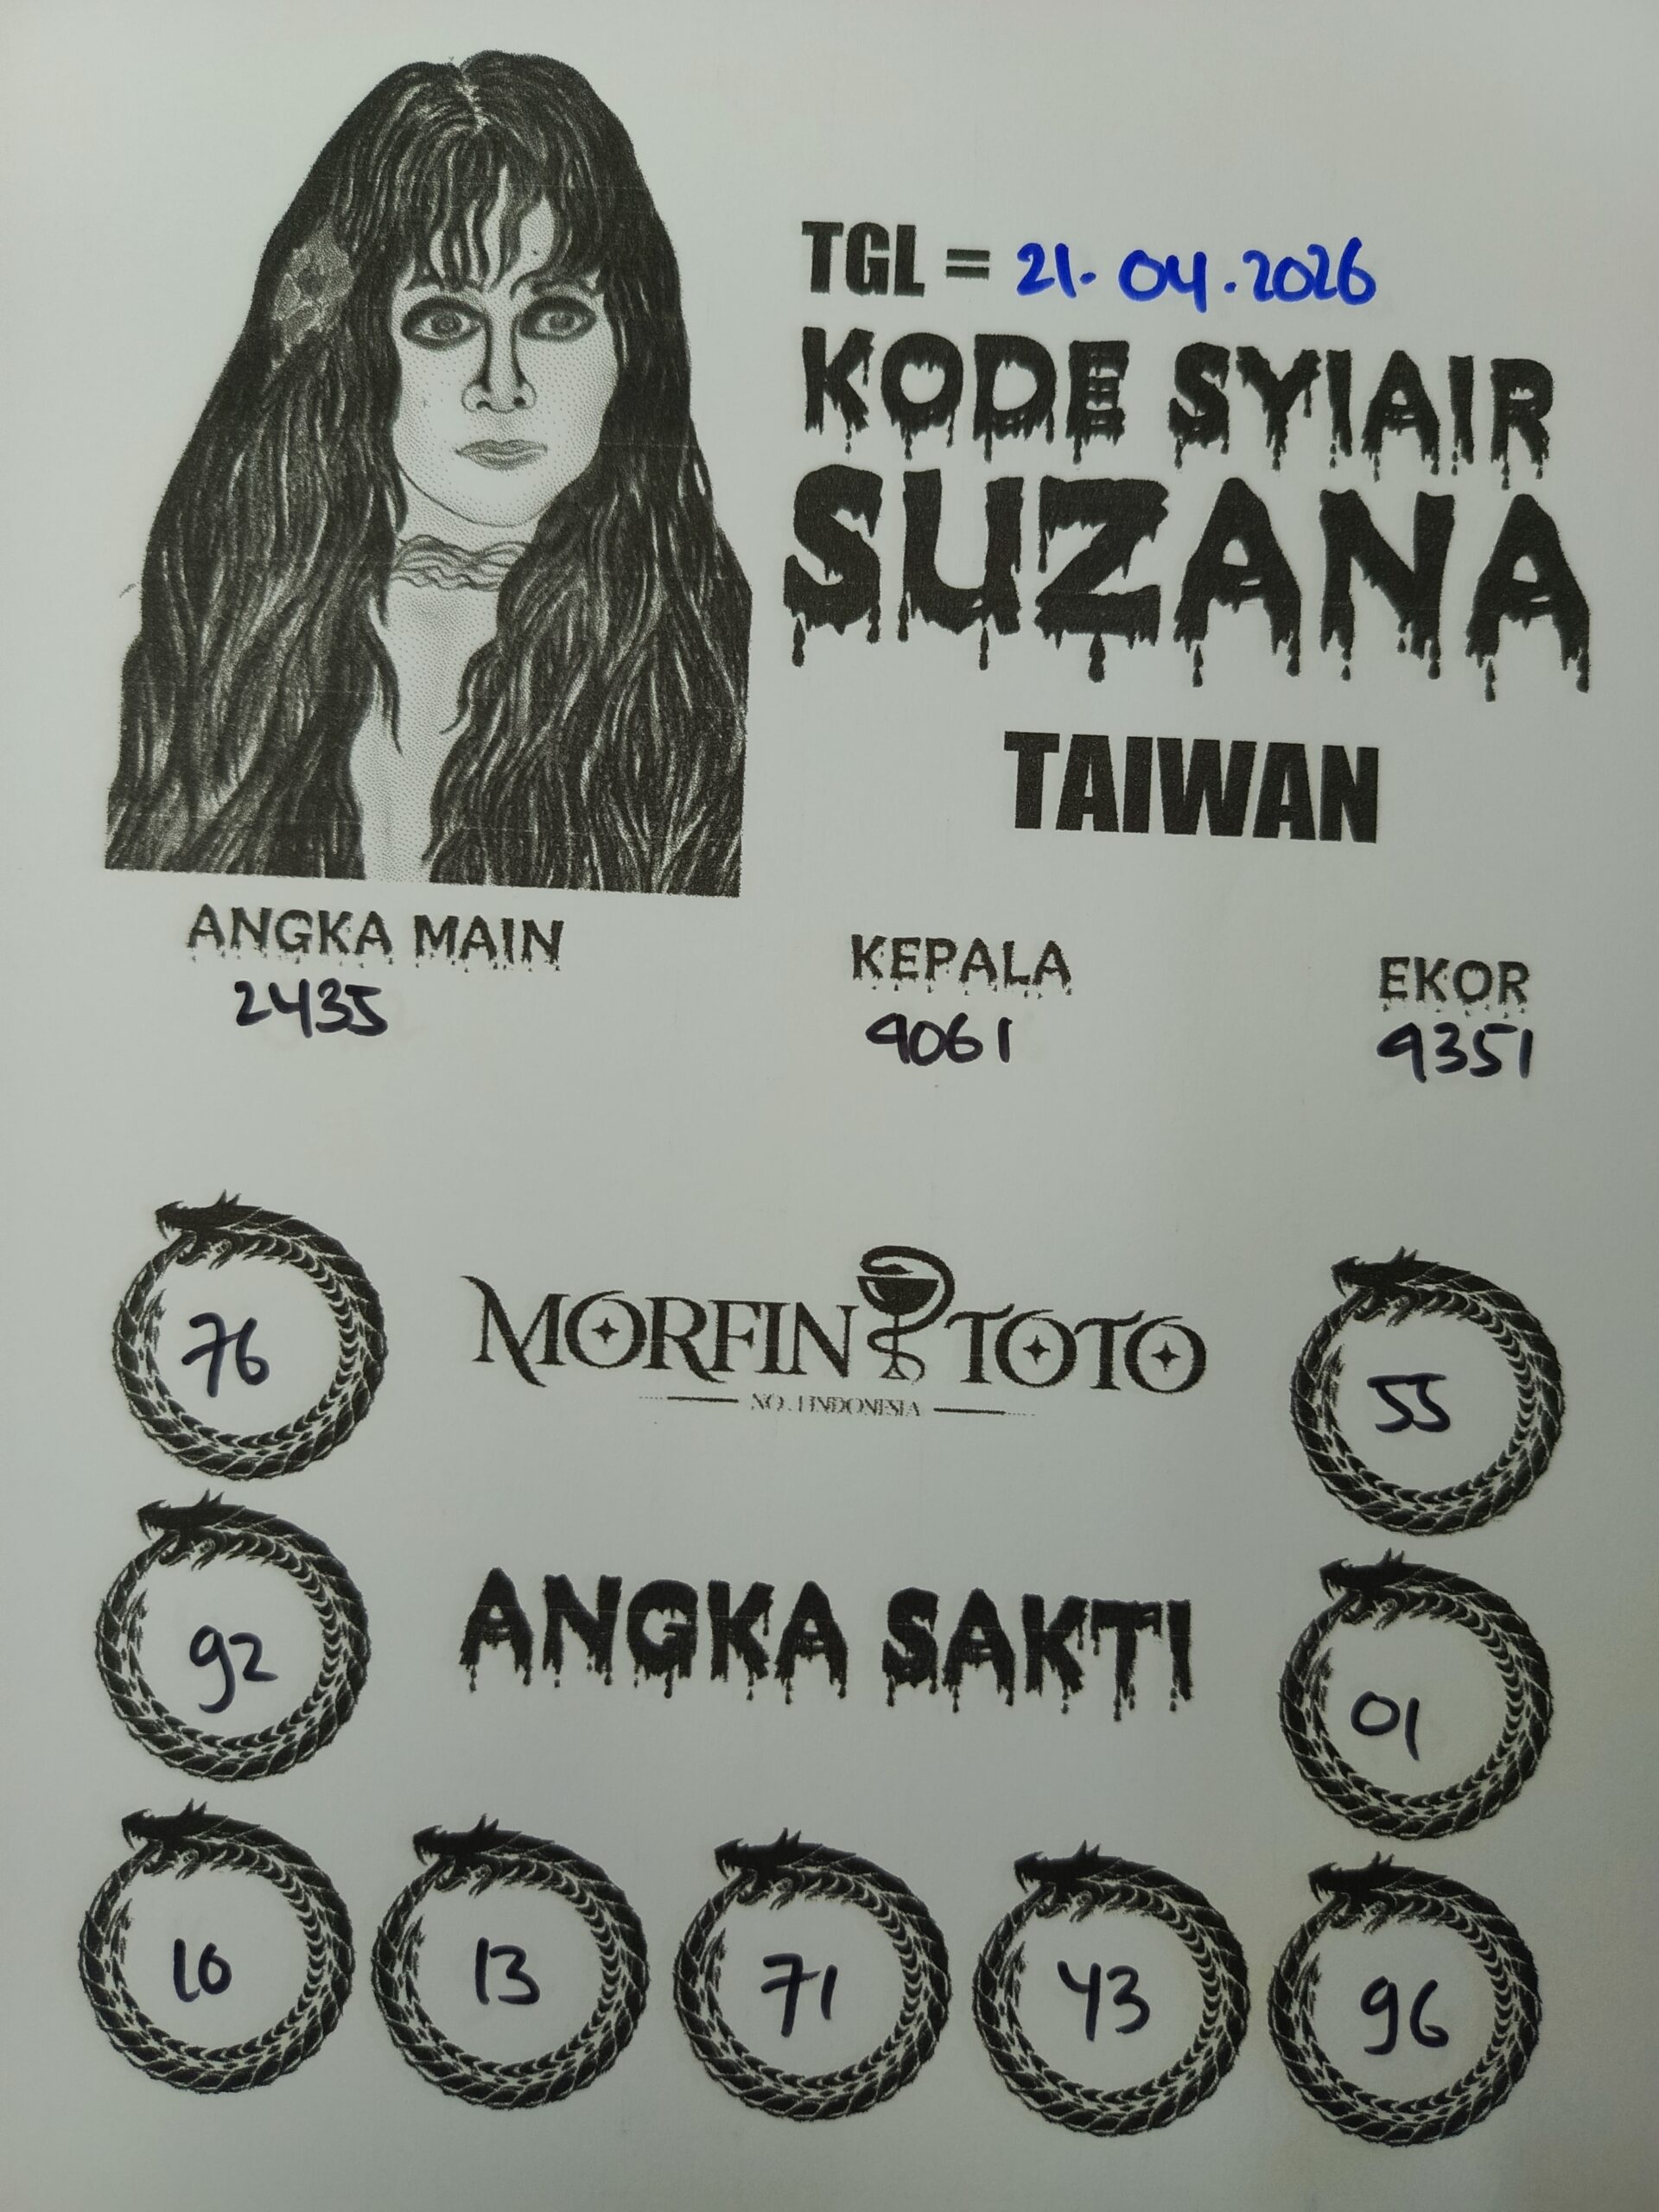 TGL = 21.04.2026
KODE SYIAIR
SUZANA
TAIWAN
ANGKA MAIN
2435
KEPALA
9061
EKOR
9351
76
MORFIN TOTO
NO.1 INDONESIA
55
92
ANGKA SAKTI
01
10
13
71
43
96